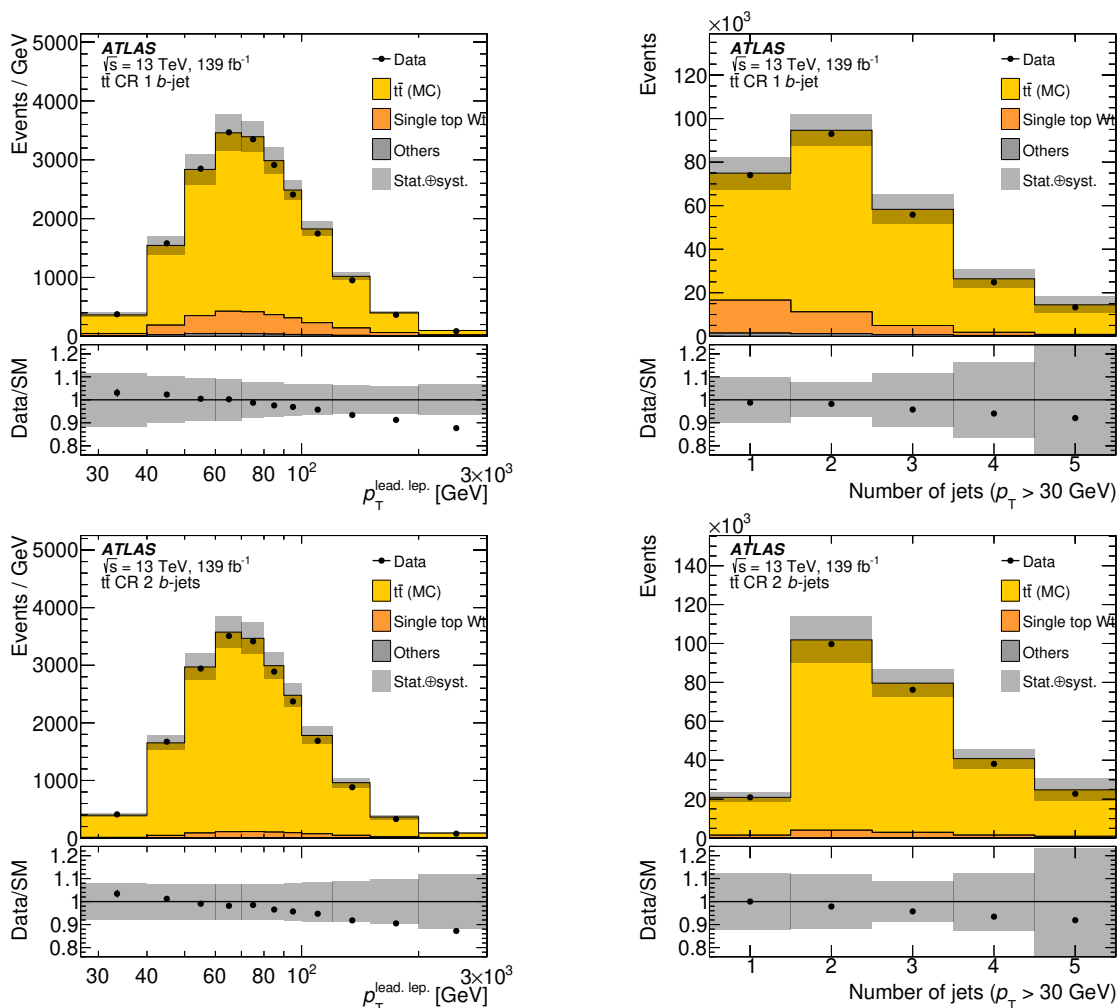 ATLAS
√s = 13 TeV, 139 fb⁻¹
tt̄ CR 1 b-jet
Data
tt̄ (MC)
Single top Wt
Others
Stat.⊕syst.
Events / GeV
5000
4000
3000
2000
1000
0
Data/SM
1.2
1.1
1
0.9
0.8
30 40 60 80 10² 3×10³
p_T^lead. lep. [GeV]
×10³
ATLAS
√s = 13 TeV, 139 fb⁻¹
tt̄ CR 1 b-jet
Data
tt̄ (MC)
Single top Wt
Others
Stat.⊕syst.
Events
120
100
80
60
40
20
0
Data/SM
1.2
1.1
1
0.9
0.8
1 2 3 4 5
Number of jets (p_T > 30 GeV)
ATLAS
√s = 13 TeV, 139 fb⁻¹
tt̄ CR 2 b-jets
Data
tt̄ (MC)
Single top Wt
Others
Stat.⊕syst.
Events / GeV
5000
4000
3000
2000
1000
0
Data/SM
1.2
1.1
1
0.9
0.8
30 40 60 80 10² 3×10³
p_T^lead. lep. [GeV]
×10³
ATLAS
√s = 13 TeV, 139 fb⁻¹
tt̄ CR 2 b-jets
Data
tt̄ (MC)
Single top Wt
Others
Stat.⊕syst.
Events
140
120
100
80
60
40
20
0
Data/SM
1.2
1.1
1
0.9
0.8
1 2 3 4 5
Number of jets (p_T > 30 GeV)